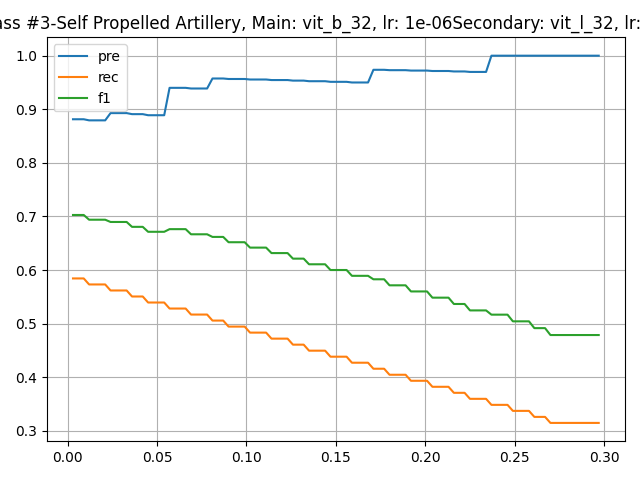 ass #3-Self Propelled Artillery, Main: vit_b_32, lr: 1e-06Secondary: vit_l_32, lr:
pre
rec
f1
1.0
0.9
0.8
0.7
0.6
0.5
0.4
0.3
0.00 0.05 0.10 0.15 0.20 0.25 0.30